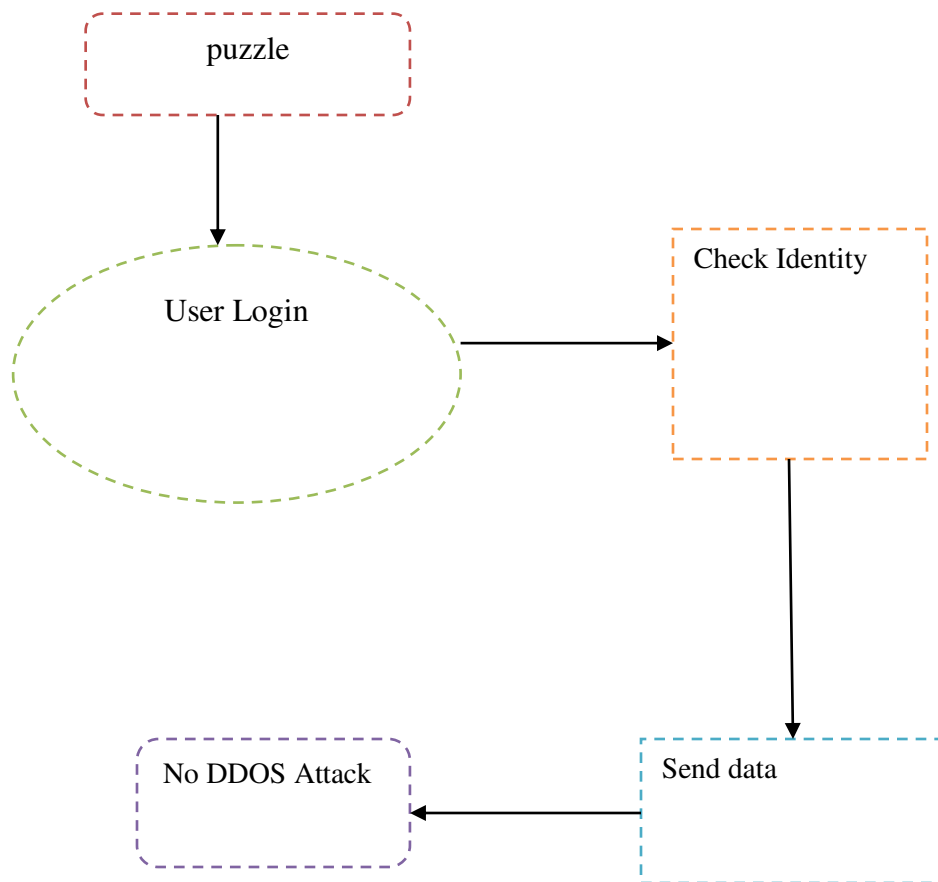 puzzle
User Login
Check Identity
Send data
No DDOS Attack